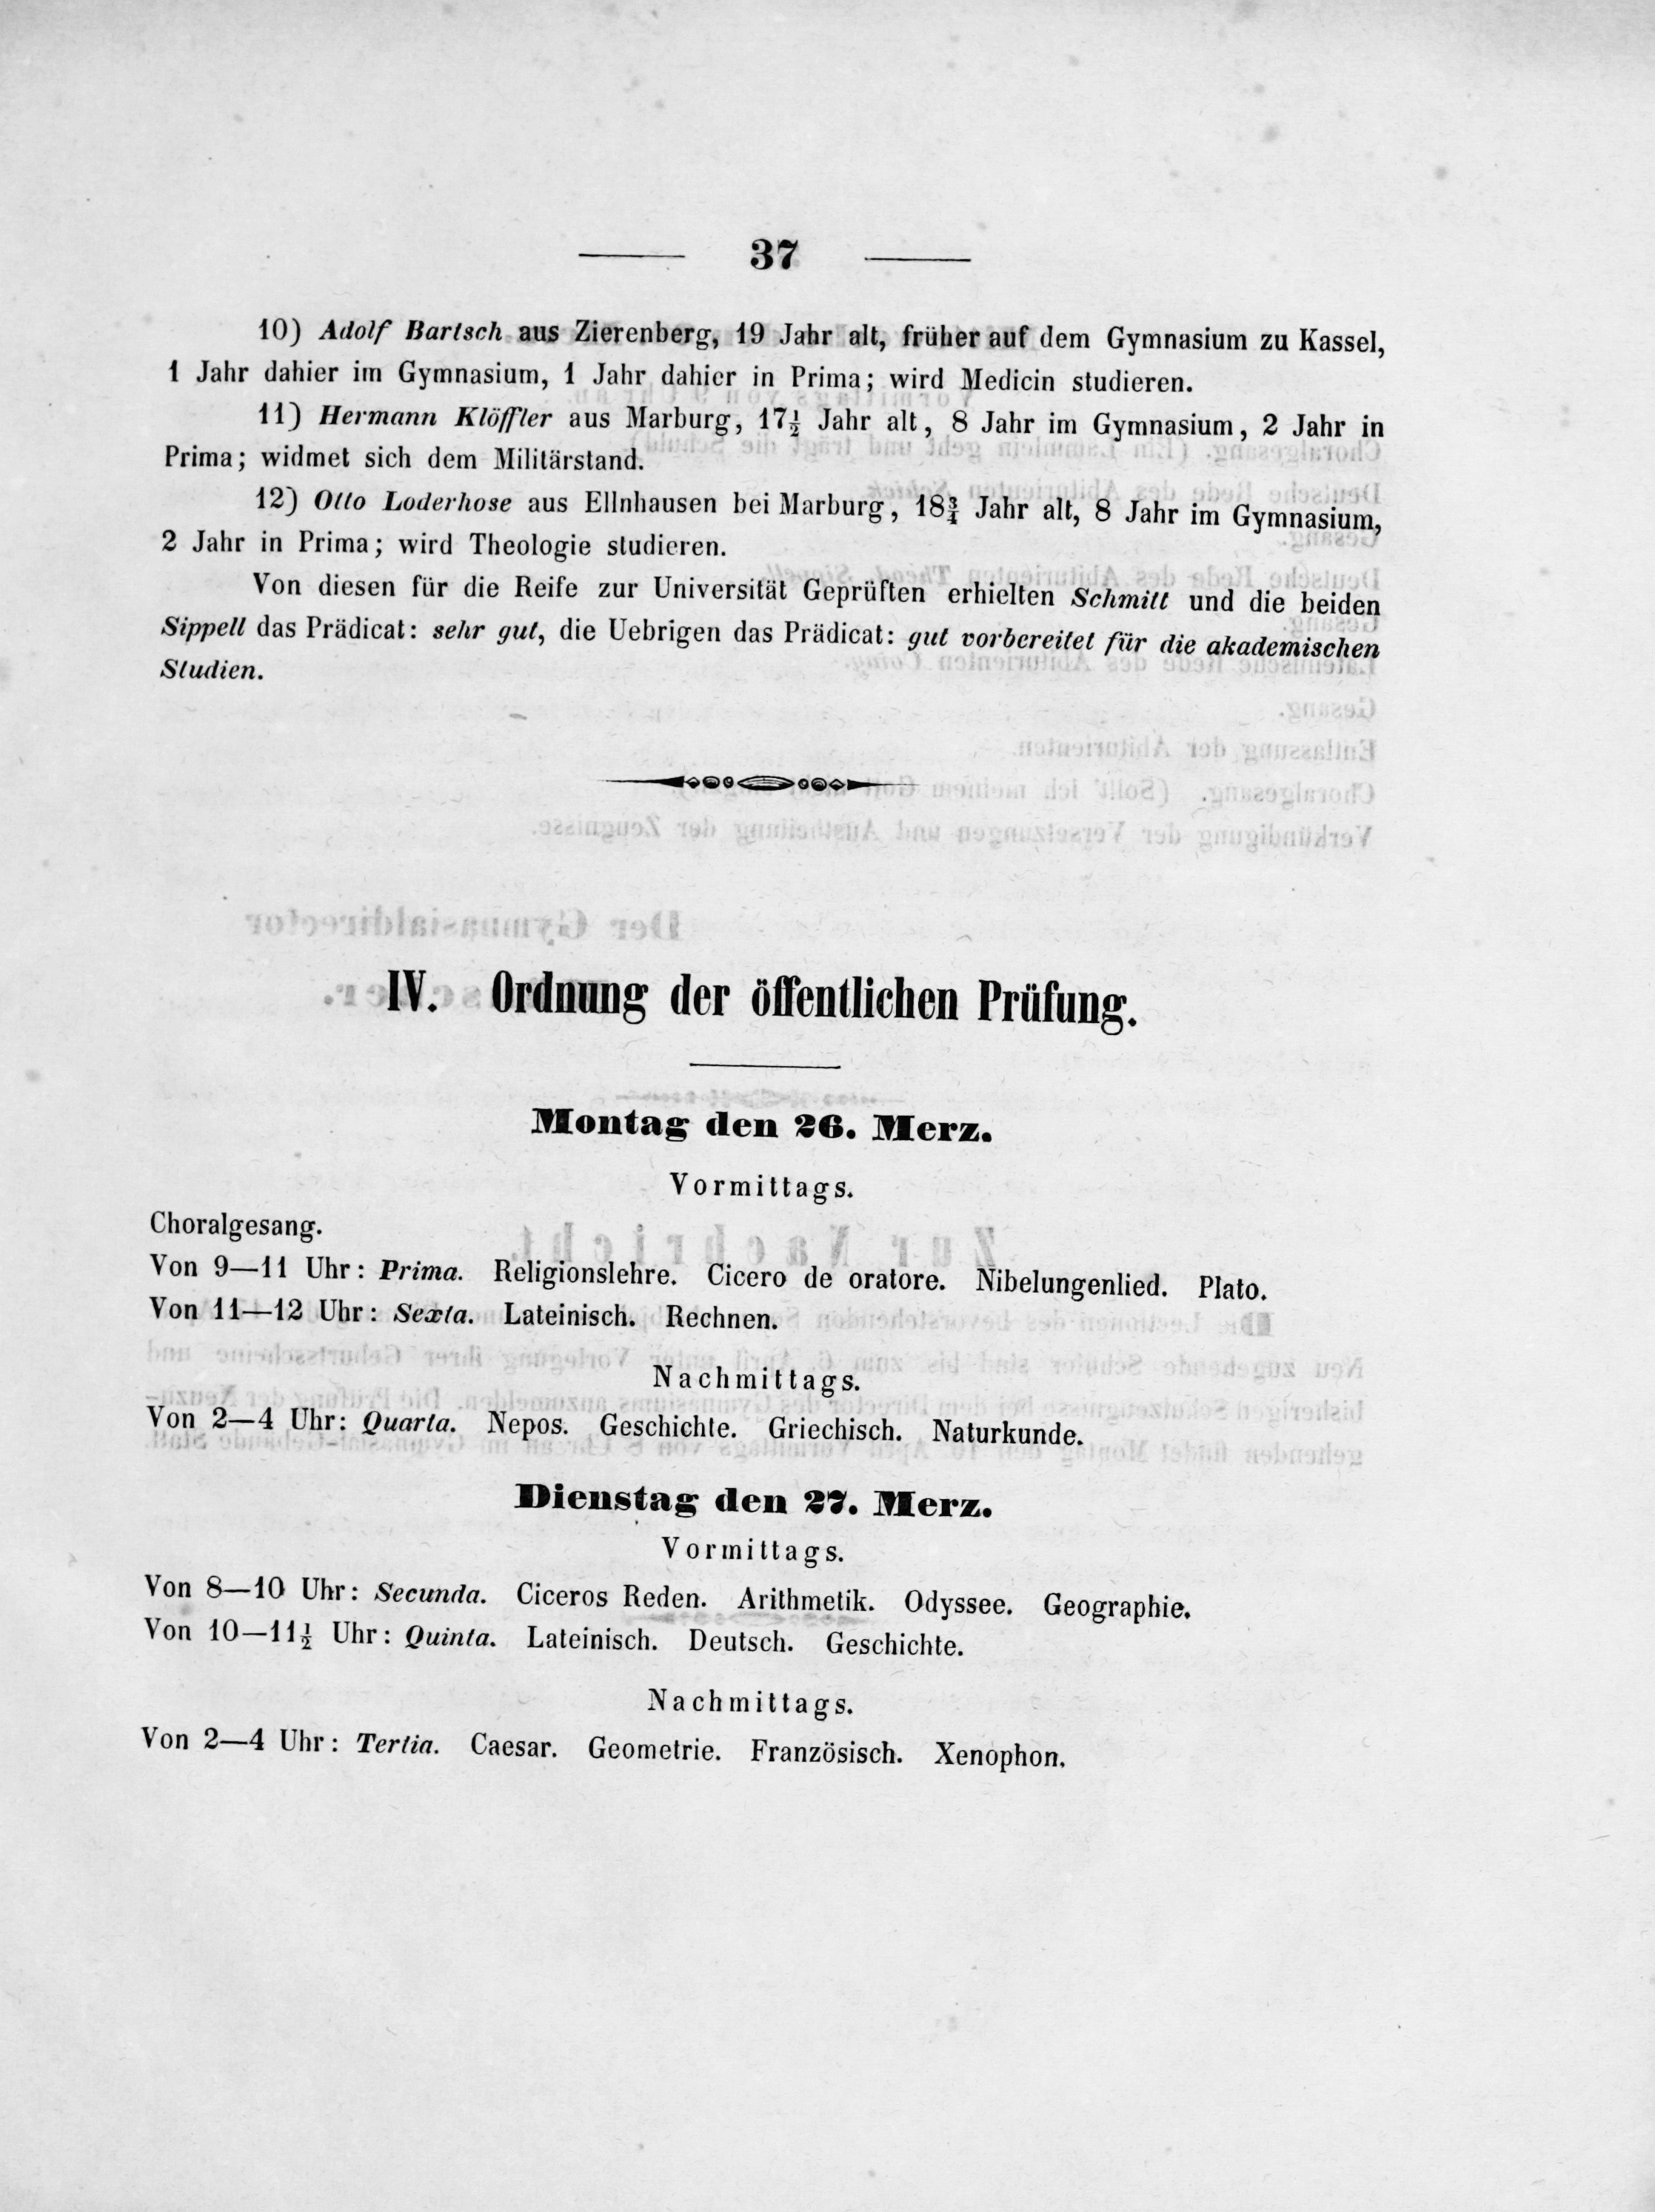 37
10) Adolf Bartsch aus Zierenberg, 19 Jahr alt, früher auf dem Gymnasium zu Kassel,
1 Jahr dahier im Gymnasium, 1 Jahr dahier in Prima; wird Medicin studieren.
11) Hermann Klöffler aus Marburg, 17½ Jahr alt, 8 Jahr im Gymnasium, 2 Jahr in
Prima; widmet sich dem Militärstand.
12) Otto Loderhose aus Ellnhausen bei Marburg, 18¾ Jahr alt, 8 Jahr im Gymnasium,
2 Jahr in Prima; wird Theologie studieren.
Von diesen für die Reife zur Universität Geprüften erhielten Schmitt und die beiden
Sippell das Prädicat: sehr gut, die Uebrigen das Prädicat: gut vorbereitet für die akademischen
Studien.
IV. Ordnung der öffentlichen Prüfung.
Montag den 26. Merz.
Vormittags.
Choralgesang.
Von 9—11 Uhr: Prima. Religionslehre. Cicero de oratore. Nibelungenlied. Plato.
Von 11—12 Uhr: Sexta. Lateinisch. Rechnen.
Nachmittags.
Von 2—4 Uhr: Quarta. Nepos. Geschichte. Griechisch. Naturkunde.
Dienstag den 27. Merz.
Vormittags.
Von 8—10 Uhr: Secunda. Ciceros Reden. Arithmetik. Odyssee. Geographie.
Von 10—11½ Uhr: Quinta. Lateinisch. Deutsch. Geschichte.
Nachmittags.
Von 2—4 Uhr: Tertia. Caesar. Geometrie. Französisch. Xenophon.